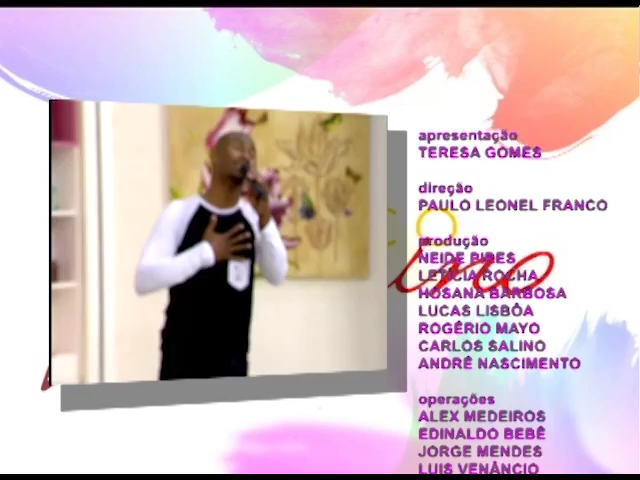 apresentação
TERESA GOMES
direção
PAULO LEONEL FRANCO
produção
NEIDE PIRES
LETÍCIA ROCHA
HOSANA BARBOSA
LUCAS LISBÔA
ROGÉRIO MAYO
CARLOS SALINO
ANDRÉ NASCIMENTO
operações
ALEX MEDEIROS
EDINALDO BEBÊ
JORGE MENDES
LUIS VENÂNCIO